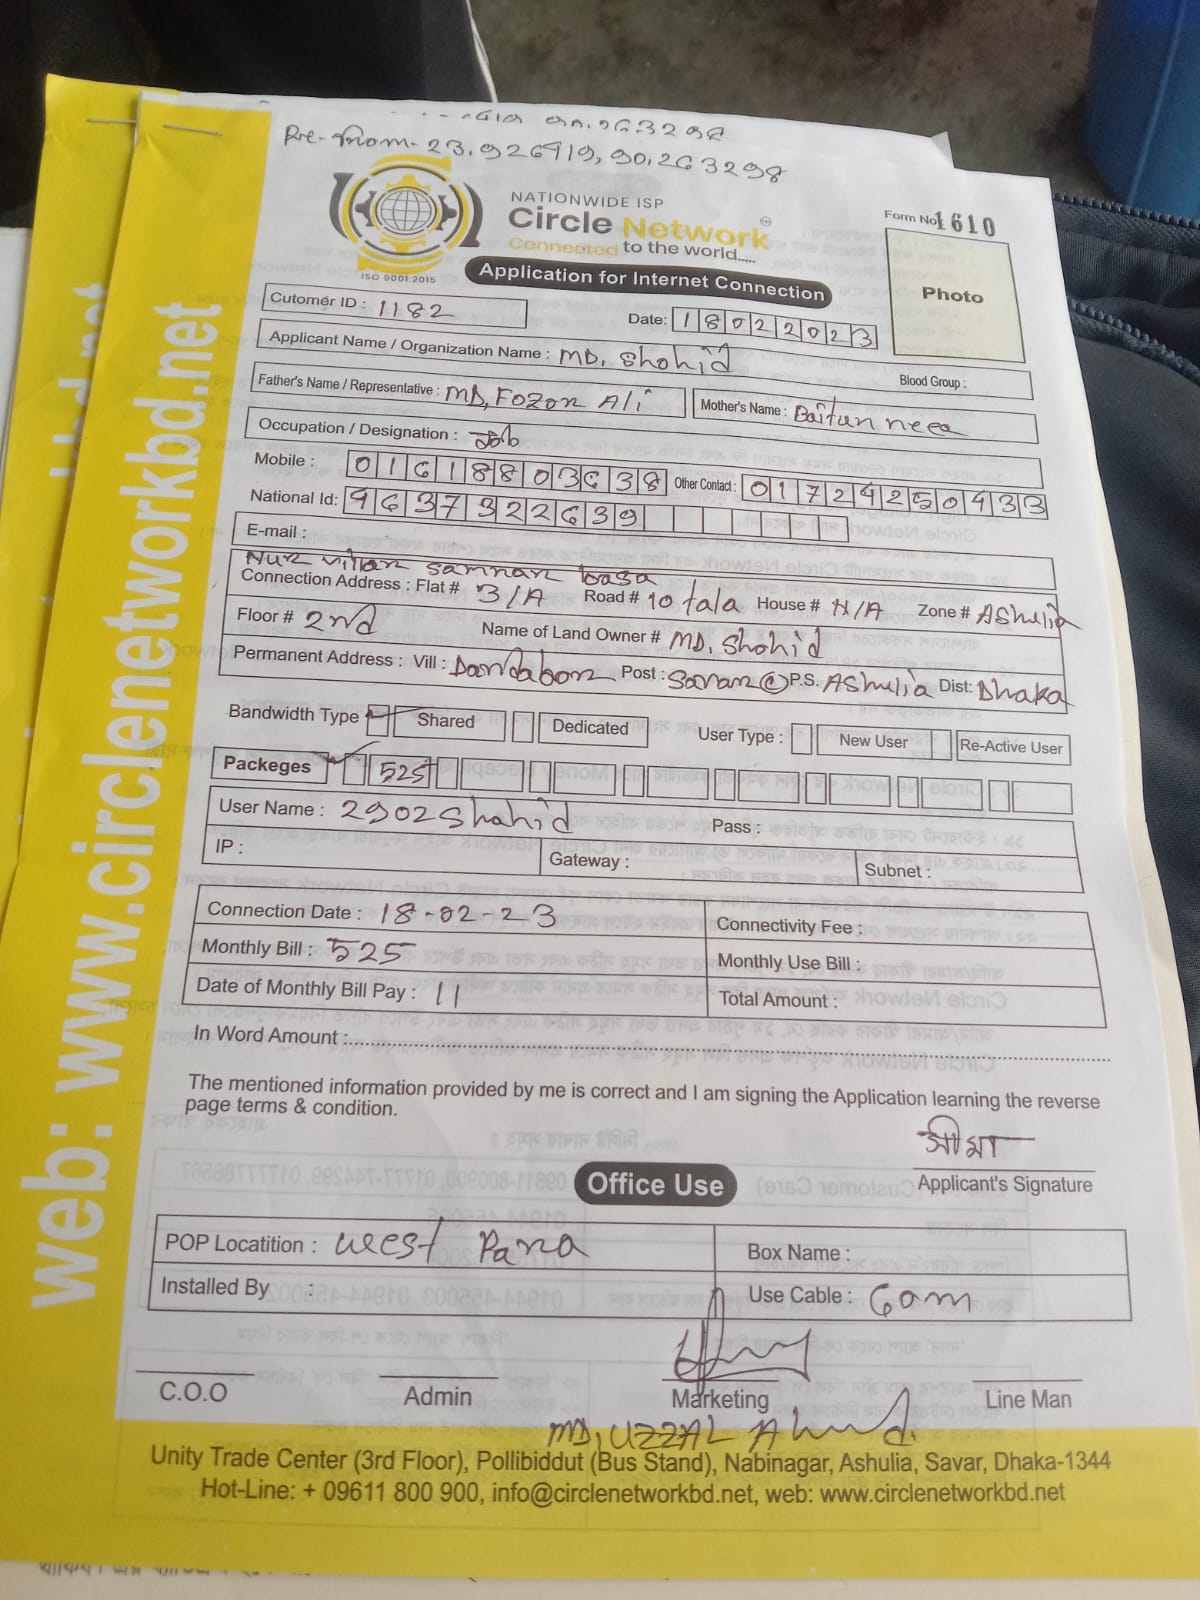 Pre-from- 23.926919, 90.263298
NATIONWIDE ISP
Circle Network
Connected to the world.....
ISO 9001:2015
Form No 1610
Photo
Application for Internet Connection
Cutomer ID : 1182
Date: 18022023
Applicant Name / Organization Name : MD. Shohid
Blood Group :
Father's Name / Representative : MD, Fozor Ali
Mother's Name : Baitun neea
Occupation / Designation : Job
Mobile : 01618803638 Other Contact : 01724250433
National Id: 4637322639
E-mail :
Nur villar samnar basa
Connection Address : Flat # 3/A Road # 10 tala House # N/A Zone # AShulia
Floor # 2nd Name of Land Owner # MD. Shohid
Permanent Address : Vill : Dandabor Post : Savar P.S. AShulia Dist: Dhaka
Bandwidth Type Shared Dedicated User Type : New User Re-Active User
Packeges 525
User Name : 2902Shahid Pass :
IP : Gateway : Subnet :
Connection Date : 18-02-23 Connectivity Fee :
Monthly Bill : 525 Monthly Use Bill :
Date of Monthly Bill Pay : 11 Total Amount :
In Word Amount :
The mentioned information provided by me is correct and I am signing the Application learning the reverse
page terms & condition.
সীমা
Applicant's Signature
Office Use
POP Locatition : West Para Box Name :
Installed By : Use Cable : 60m
C.O.O Admin Marketing Line Man
MD, UZZAL Ahmed.
Unity Trade Center (3rd Floor), Pollibiddut (Bus Stand), Nabinagar, Ashulia, Savar, Dhaka-1344
Hot-Line: + 09611 800 900, info@circlenetworkbd.net, web: www.circlenetworkbd.net
web: www.circlenetworkbd.net